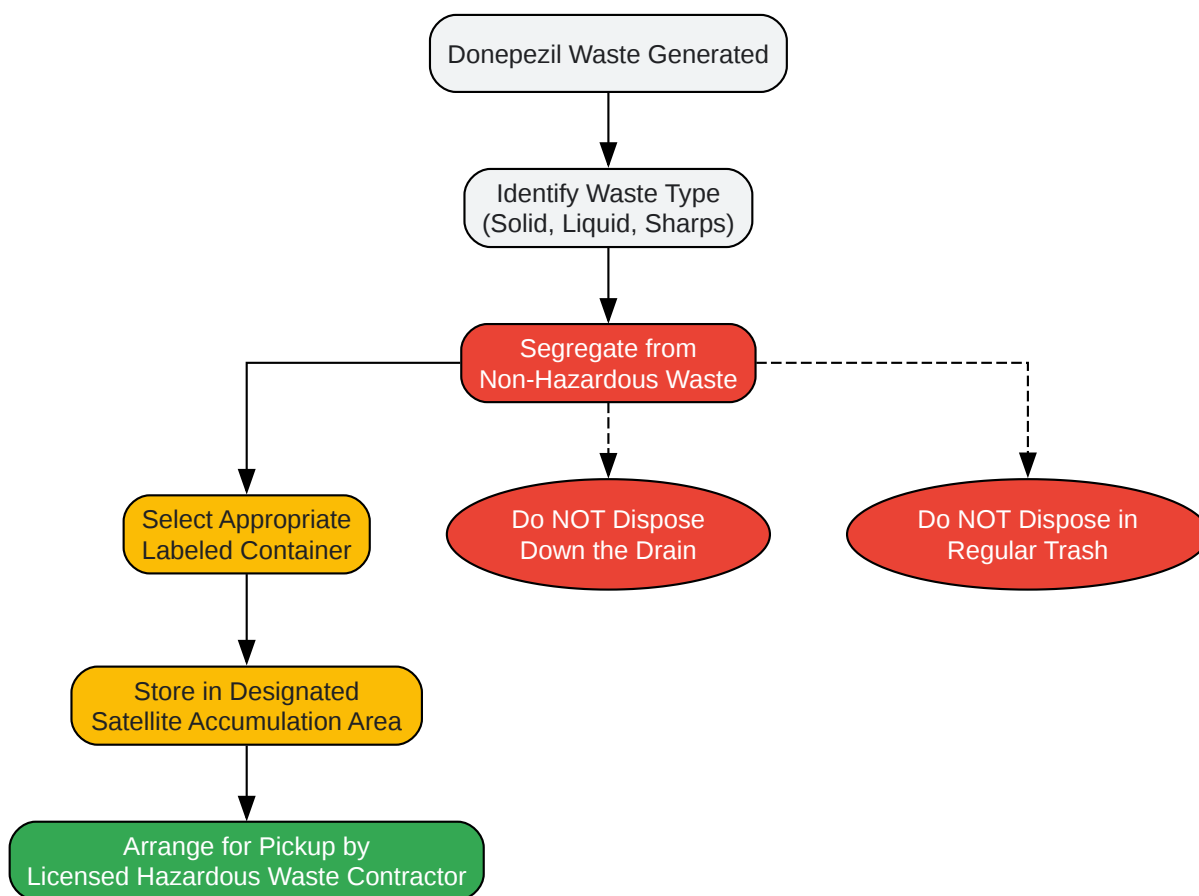 Donepezil Waste Generated
Identify Waste Type
(Solid, Liquid, Sharps)
Segregate from
Non-Hazardous Waste
Select Appropriate
Labeled Container
Do NOT Dispose
Down the Drain
Do NOT Dispose in
Regular Trash
Store in Designated
Satellite Accumulation Area
Arrange for Pickup by
Licensed Hazardous Waste Contractor